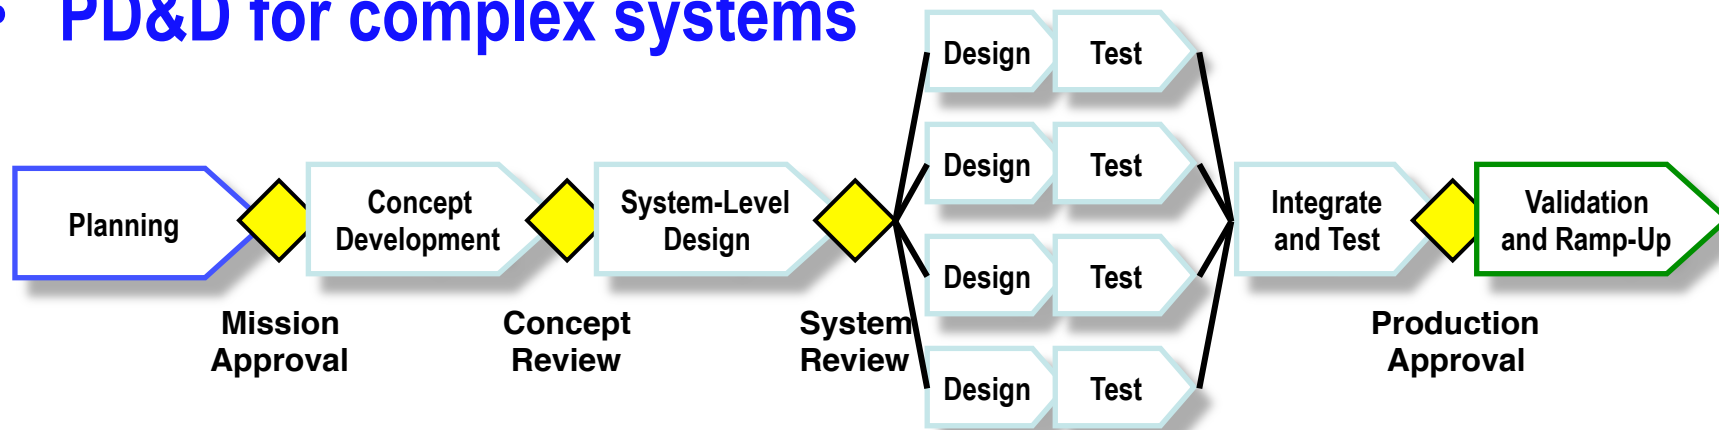 • PD&D for complex systems
Design Test
Design Test
Planning
Concept
Development
System-Level
Design
Integrate
and Test
Validation
and Ramp-Up
Design Test
Mission
Approval
Concept
Review
System
Review
Production
Approval
Design Test